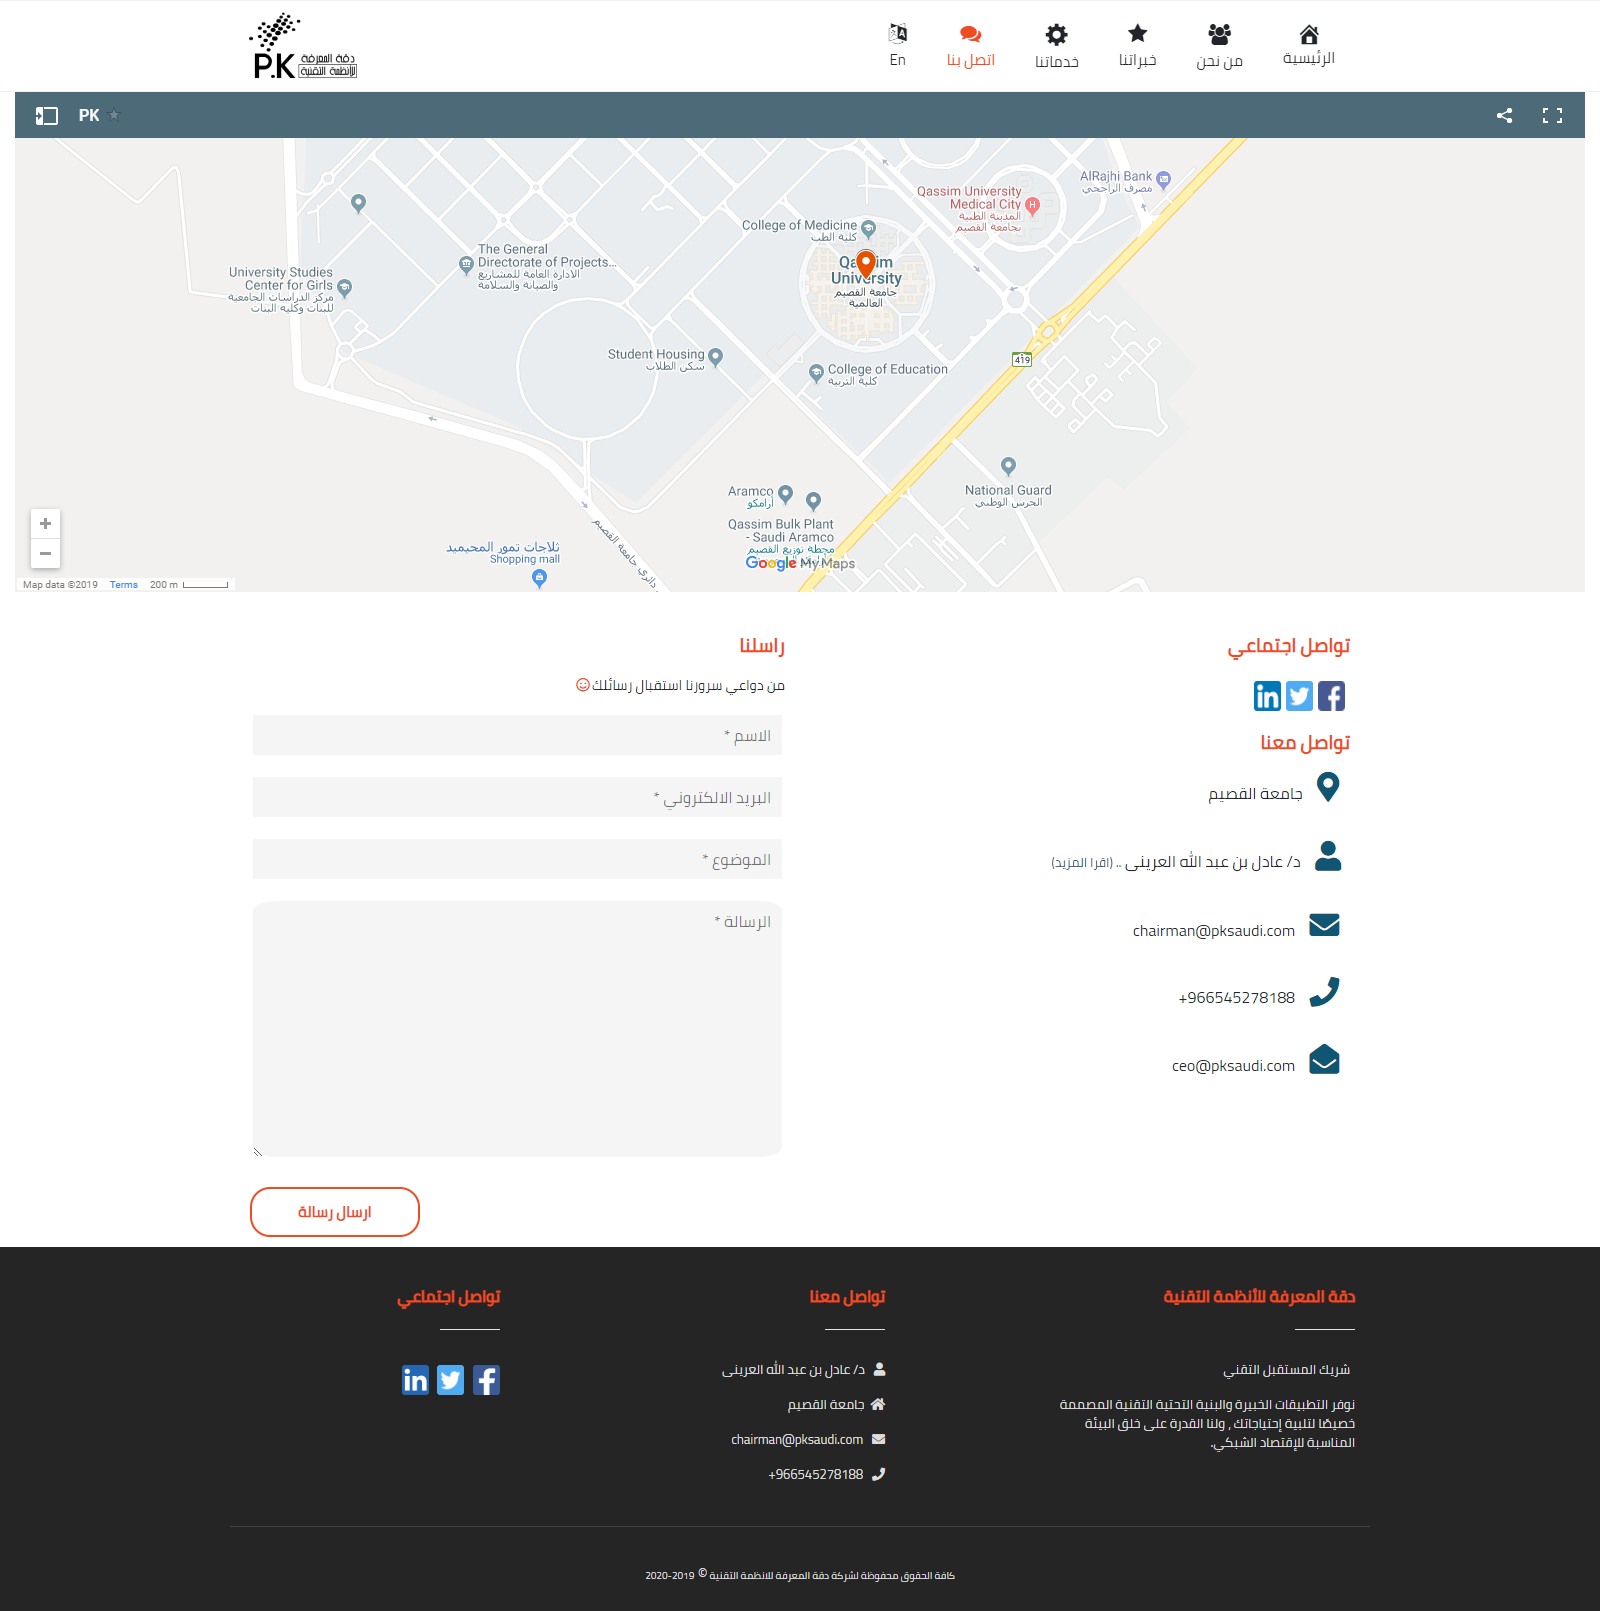 دقة المعرفة
للأنظمة التقنية
P.K
الرئيسية
من نحن
خبراتنا
خدماتنا
اتصل بنا
En
PK
AlRajhi Bank
مصرف الراجحي
Qassim University
Medical City
المدينة الطبية
بجامعة القصيم
College of Medicine
كلية الطب
The General
Directorate of Projects...
الادارة العامة للمشاريع
والصيانة والسلامة
Qassim
University
جامعة القصيم
العالمية
University Studies
Center for Girls
مركز الدراسات الجامعية
للبنات وكلية البنات
Student Housing
سكن الطلاب
419
College of Education
كلية التربية
National Guard
الحرس الوطني
Aramco
أرامكو
Qassim Bulk Plant
- Saudi Aramco
محطة توزيع القصيم
ثلاجات تمور المحيميد
Shopping mall
دائري جامعة القصيم
Google My Maps
Map data ©2019 Terms 200 m
تواصل اجتماعي
تواصل معنا
جامعة القصيم
د/ عادل بن عبد الله العرينى .. (اقرا المزيد)
chairman@pksaudi.com
+966545278188
ceo@pksaudi.com
راسلنا
من دواعي سرورنا استقبال رسائلك
الاسم *
البريد الالكتروني *
الموضوع *
الرسالة *
ارسال رسالة
دقة المعرفة للأنظمة التقنية
شريك المستقبل التقني
نوفر التطبيقات الخبيرة والبنية التحتية التقنية المصممة
خصيصًا لتلبية إحتياجاتك , ولنا القدرة على خلق البيئة
المناسبة للإقتصاد الشبكي.
تواصل معنا
د/ عادل بن عبد الله العرينى
جامعة القصيم
chairman@pksaudi.com
+966545278188
تواصل اجتماعي
كافة الحقوق محفوظة لشركة دقة المعرفة للانظمة التقنية © 2019-2020